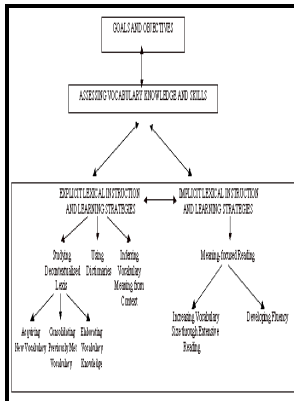 GOALS AND OBJECTIVES
ASSESSING VOCABULARY KNOWLEDGE AND SKILLS
EXPLICIT LEXICAL INSTRUCTION
AND LEARNING STRATEGIES
IMPLICIT LEXICAL INSTRUCTION
AND LEARNING STRATEGIES
Studying
Decontextualised
Lexis
Using
Dictionaries
Inferring
Vocabulary
Meaning from
Context
Meaning-focused Reading
Acquiring
New Vocabulary
Consolidating
Previously Met
Vocabulary
Elaborating
Vocabulary
Knowledge
Increasing Vocabulary
Size through Extensive
Reading
Developing Fluency